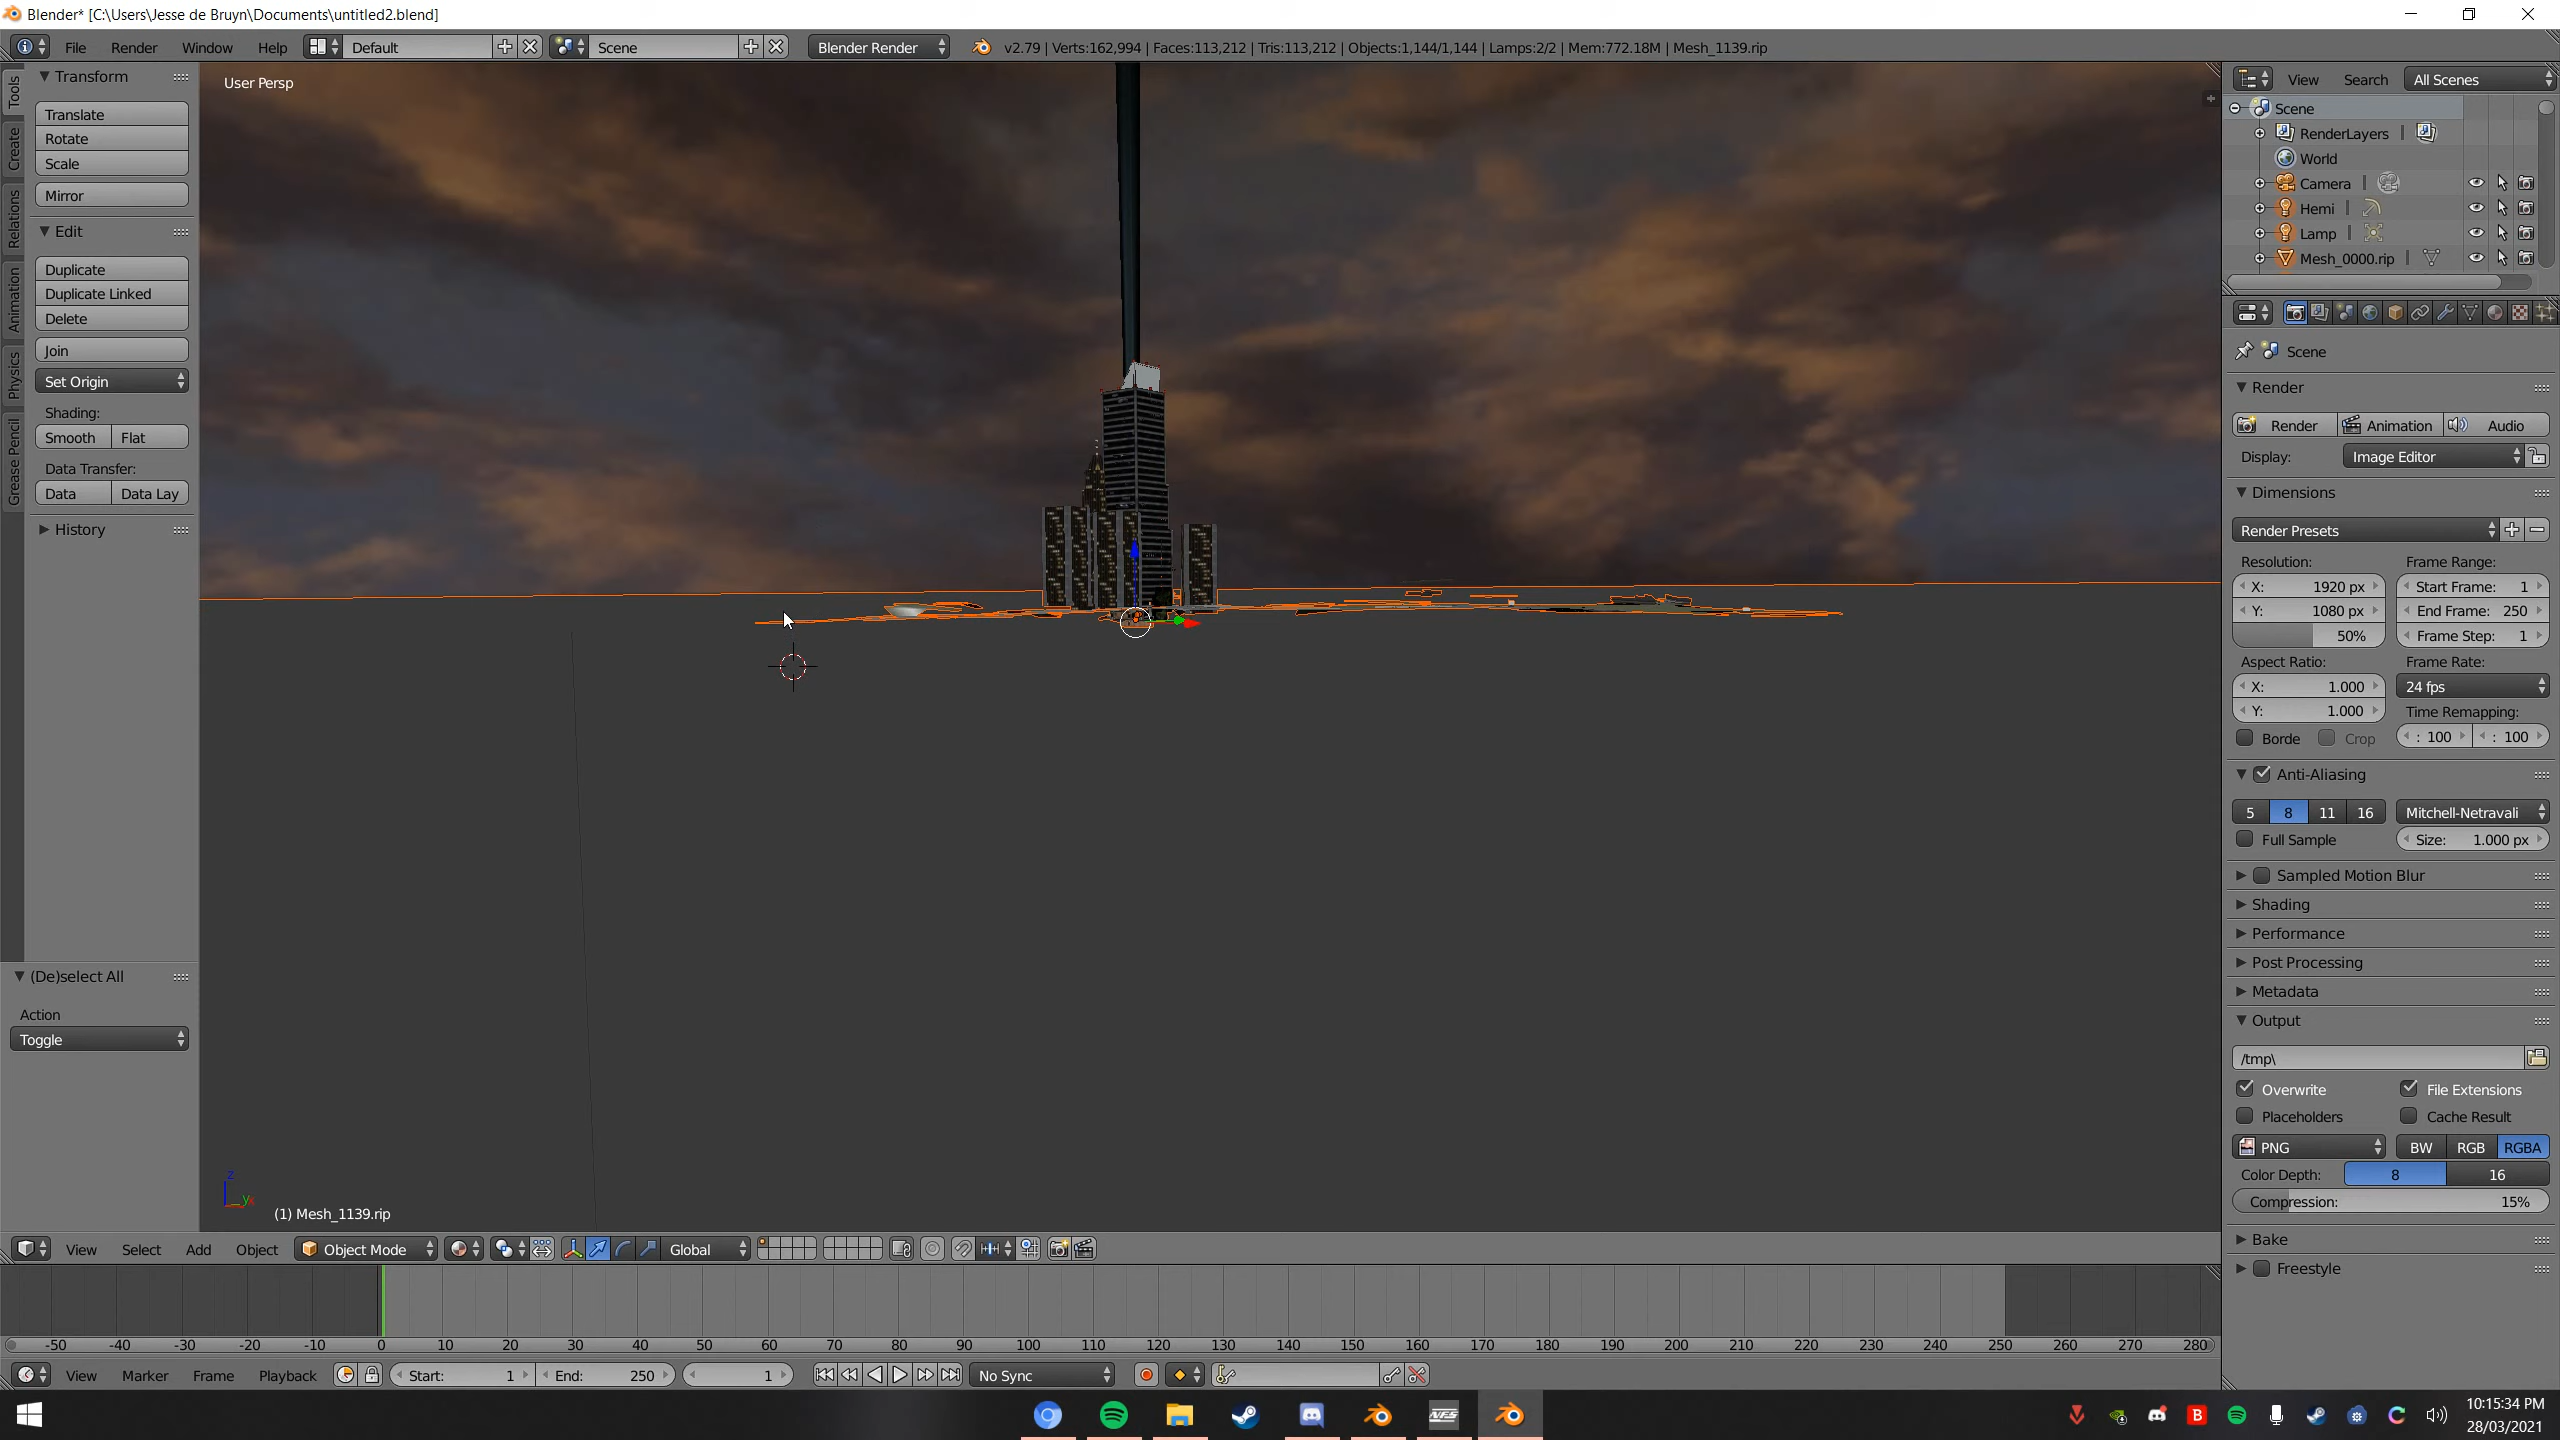 Blender* [C:\Users\Jesse de Bruyn\Documents\untitled2.blend]
File Render Window Help Default Scene Blender Render v2.79 | Verts:162,994 | Faces:113,212 | Tris:113,212 | Objects:1,144/1,144 | Lamps:2/2 | Mem:772.18M | Mesh_1139.rip
Tools
Create
Relations
Animation
Physics
Grease Pencil
Transform
Translate
Rotate
Scale
Mirror
Edit
Duplicate
Duplicate Linked
Delete
Join
Set Origin
Shading:
Smooth Flat
Data Transfer:
Data Data Lay
History
(De)select All
Action
Toggle
User Persp
z
y
(1) Mesh_1139.rip
View Search All Scenes
Scene
RenderLayers
World
Camera
Hemi
Lamp
Mesh_0000.rip
Scene
Render
Render Animation Audio
Display: Image Editor
Dimensions
Render Presets
Resolution: Frame Range:
X: 1920 px Start Frame: 1
Y: 1080 px End Frame: 250
50% Frame Step: 1
Aspect Ratio: Frame Rate:
X: 1.000 24 fps
Y: 1.000 Time Remapping:
Borde Crop : 100 : 100
Anti-Aliasing
5 8 11 16 Mitchell-Netravali
Full Sample Size: 1.000 px
Sampled Motion Blur
Shading
Performance
Post Processing
Metadata
Output
/tmp\
Overwrite File Extensions
Placeholders Cache Result
PNG BW RGB RGBA
Color Depth: 8 16
Compression: 15%
Bake
Freestyle
View Select Add Object Object Mode Global
-50 -40 -30 -20 -10 0 10 20 30 40 50 60 70 80 90 100 110 120 130 140 150 160 170 180 190 200 210 220 230 240 250 260 270 280
View Marker Frame Playback Start: 1 End: 250 1 No Sync
NFS
10:15:34 PM
28/03/2021